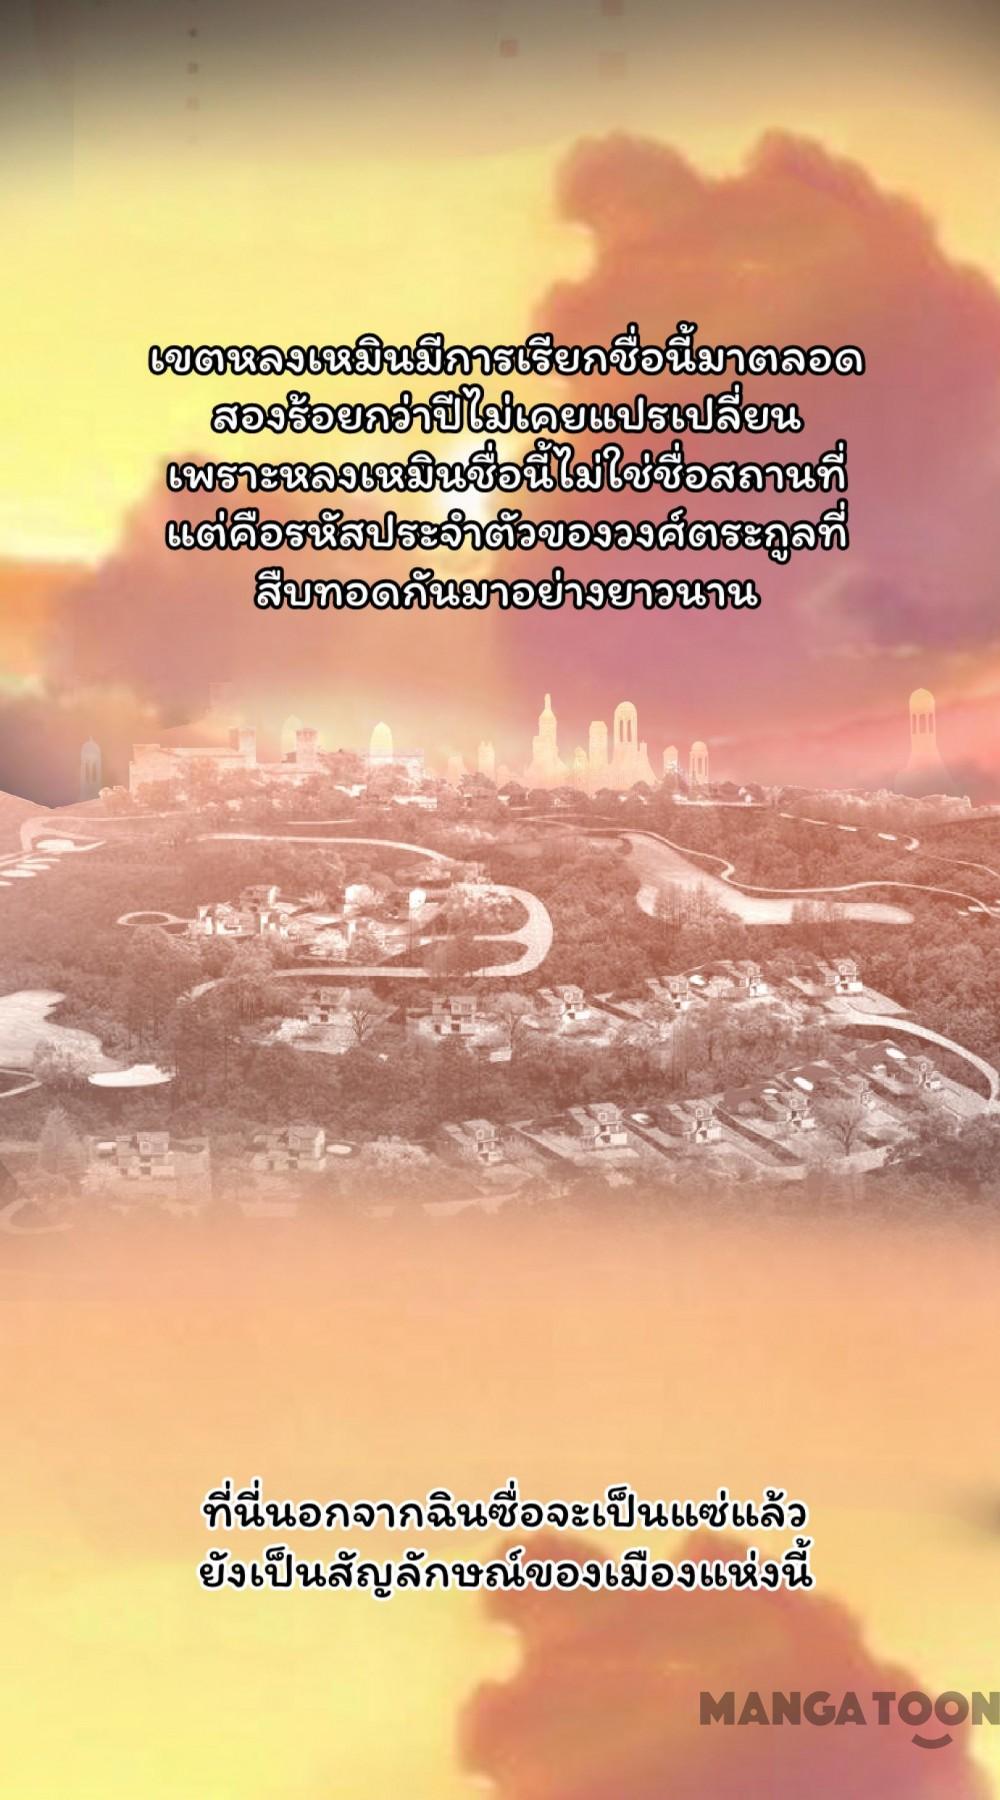 เขตหลงเหมินมีการเรียกชื่อนี้มาตลอด
สองร้อยกว่าปีไม่เคยแปรเปลี่ยน
เพราะหลงเหมินชื่อนี้ไม่ใช่ชื่อสถานที่
แต่คือรหัสประจำตัวของวงศ์ตระกูลที่
สืบทอดกันมาอย่างยาวนาน
ที่นี่นอกจากฉินซื่อจะเป็นแซ่แล้ว
ยังเป็นสัญลักษณ์ของเมืองแห่งนี้
MANGATOON